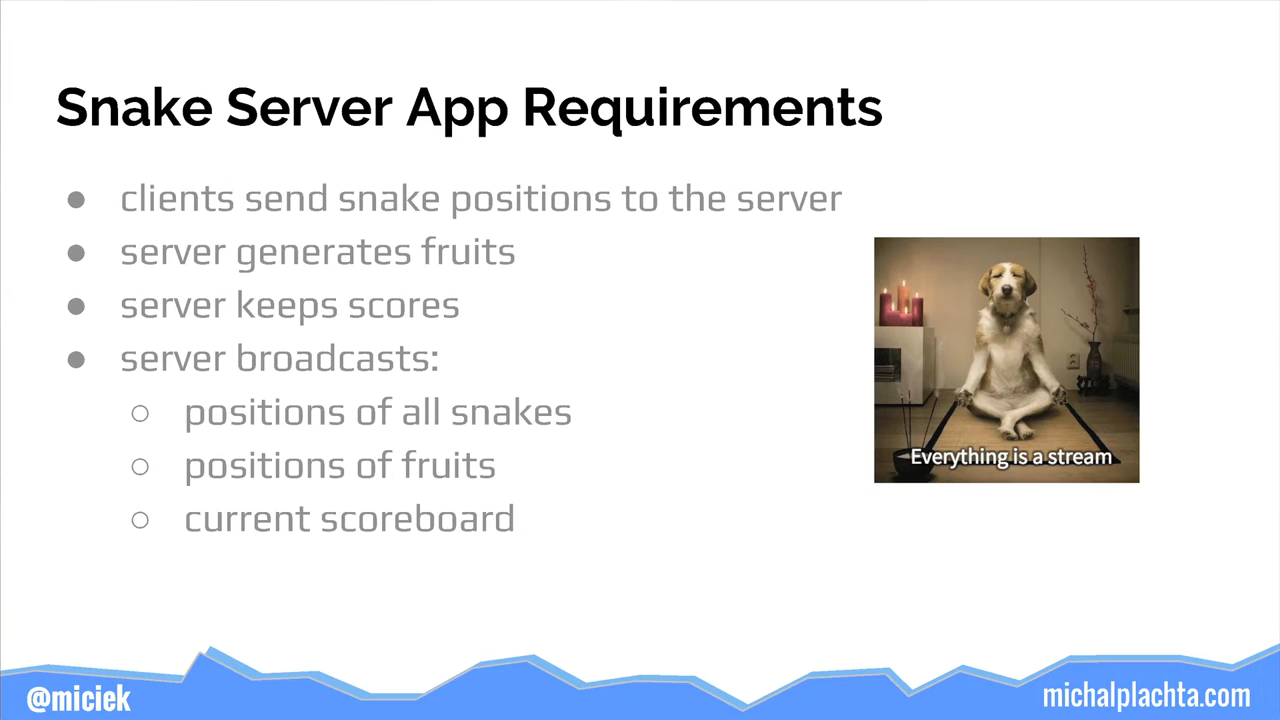 Snake Server App Requirements
● clients send snake positions to the server
● server generates fruits
● server keeps scores
● server broadcasts:
○ positions of all snakes
○ positions of fruits
○ current scoreboard
Everything is a stream
@miciek
michalplachta.com